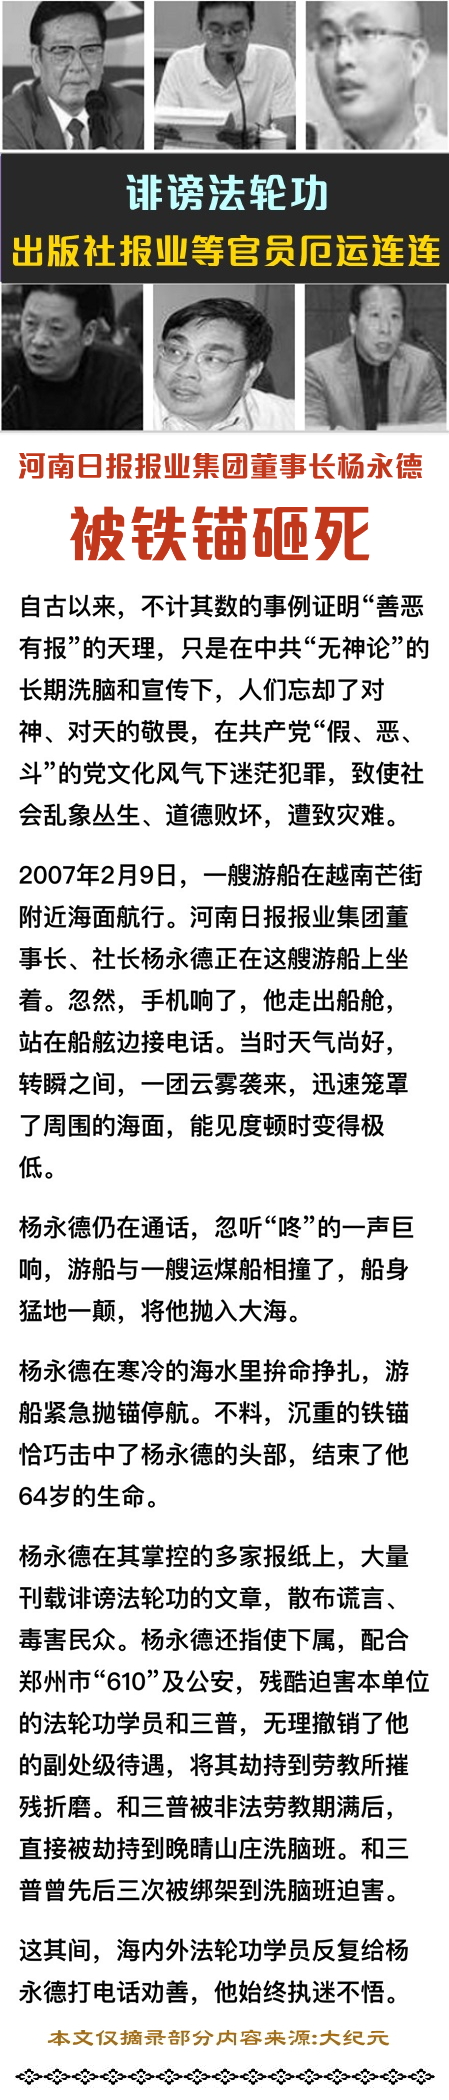 诽谤法轮功
出版社报业等官员厄运连连
河南日报报业集团董事长杨永德
被铁锚砸死
自古以来，不计其数的事例证明“善恶
有报”的天理，只是在中共“无神论”的
长期洗脑和宣传下，人们忘却了对
神、对天的敬畏，在共产党“假、恶、
斗”的党文化风气下迷茫犯罪，致使社
会乱象丛生、道德败坏，遭致灾难。
2007年2月9日，一艘游船在越南芒街
附近海面航行。河南日报报业集团董
事长、社长杨永德正在这艘游船上坐
着。忽然，手机响了，他走出船舱，
站在船舷边接电话。当时天气尚好，
转瞬之间，一团云雾袭来，迅速笼罩
了周围的海面，能见度顿时变得极
低。
杨永德仍在通话，忽听“咚”的一声巨
响，游船与一艘运煤船相撞了，船身
猛地一颠，将他抛入大海。
杨永德在寒冷的海水里拚命挣扎，游
船紧急抛锚停航。不料，沉重的铁锚
恰巧击中了杨永德的头部，结束了他
64岁的生命。
杨永德在其掌控的多家报纸上，大量
刊载诽谤法轮功的文章，散布谎言、
毒害民众。杨永德还指使下属，配合
郑州市“610”及公安，残酷迫害本单位
的法轮功学员和三普，无理撤销了他
的副处级待遇，将其劫持到劳教所摧
残折磨。和三普被非法劳教期满后，
直接被劫持到晚晴山庄洗脑班。和三
普曾先后三次被绑架到洗脑班迫害。
这其间，海内外法轮功学员反复给杨
永德打电话劝善，他始终执迷不悟。
本文仅摘录部分内容来源:大纪元